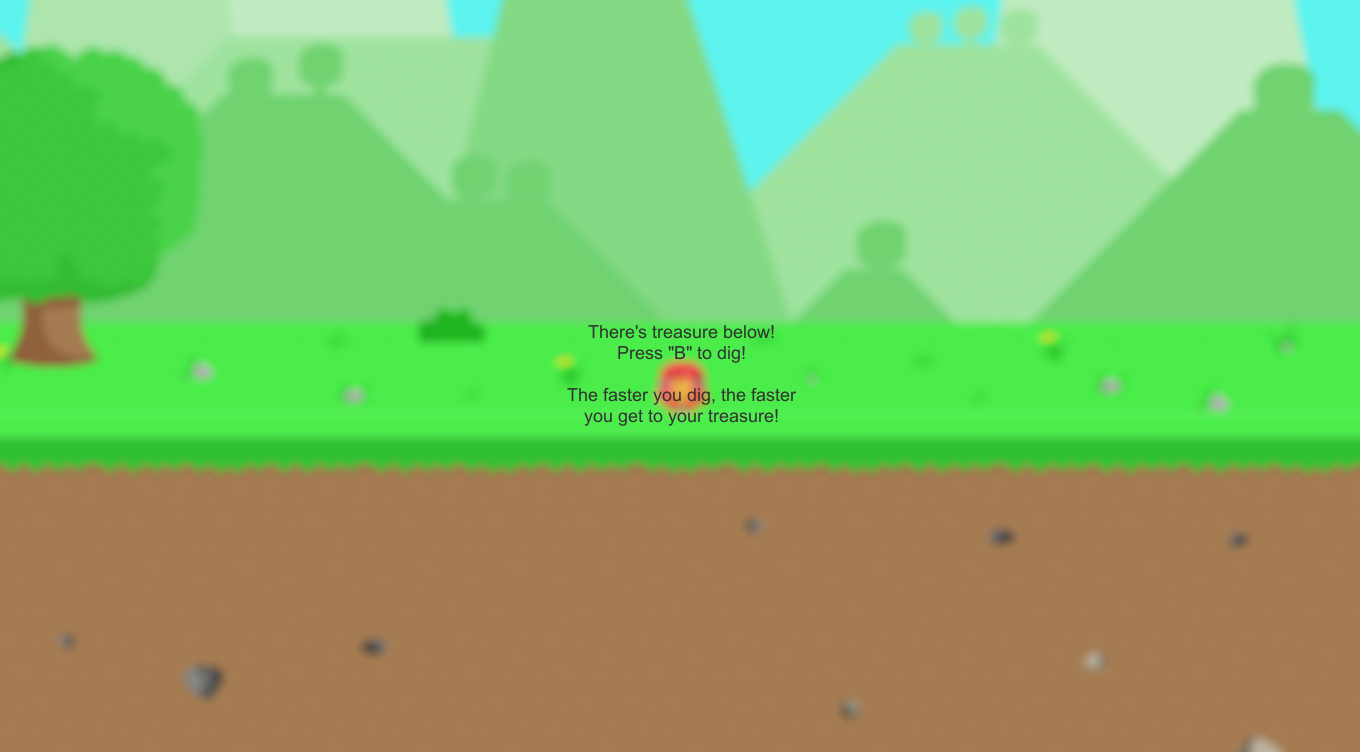 There's treasure below!
Press "B" to dig!
The faster you dig, the faster
you get to your treasure!